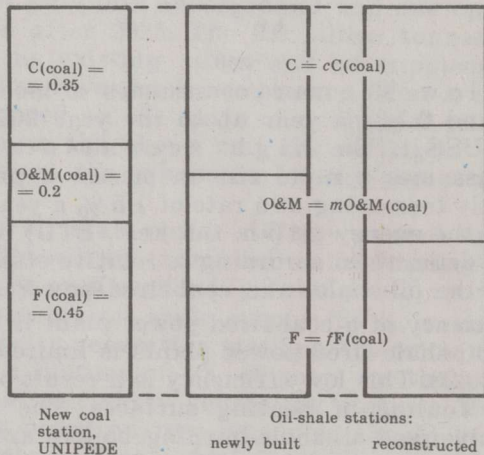 C(coal) =
= 0.35
C = cC(coal)
O&M(coal) =
= 0.2
O&M = mO&M(coal)
F(coal) =
= 0.45
F = fF(coal)
New coal
station,
UNIPEDE
Oil-shale stations:
newly built
reconstructed